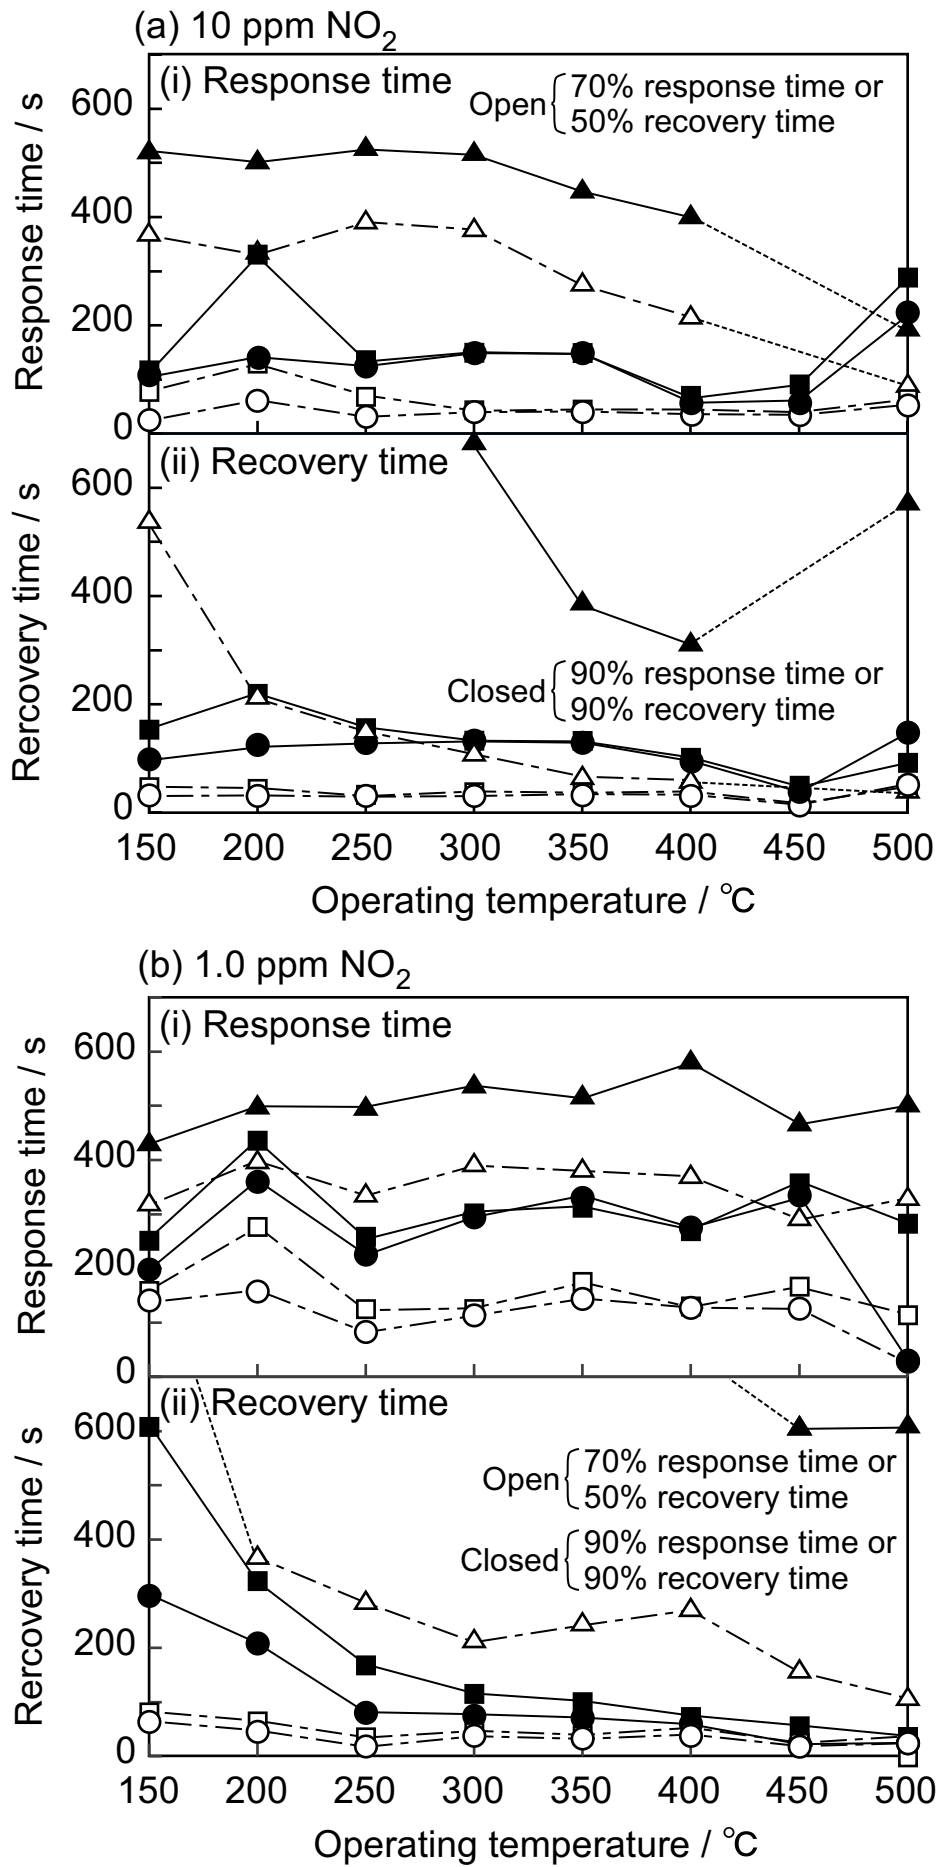 (a) 10 ppm NO2
(i) Response time
Open
70% response time or
50% recovery time
Response time / s
600
400
200
0
(ii) Recovery time
Closed
90% response time or
90% recovery time
Rercovery time / s
600
400
200
0
150 200 250 300 350 400 450 500
Operating temperature / ℃
(b) 1.0 ppm NO2
(i) Response time
Response time / s
600
400
200
0
(ii) Recovery time
Open
70% response time or
50% recovery time
Closed
90% response time or
90% recovery time
Rercovery time / s
600
400
200
0
150 200 250 300 350 400 450 500
Operating temperature / ℃